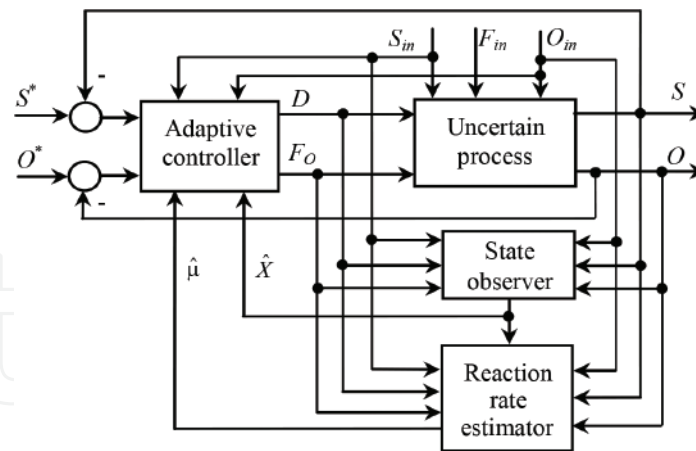 S_in F_in O_in
S* - D S
Adaptive
controller
Uncertain
process
O* - F_O O
μ̂ X̂
State
observer
Reaction
rate
estimator